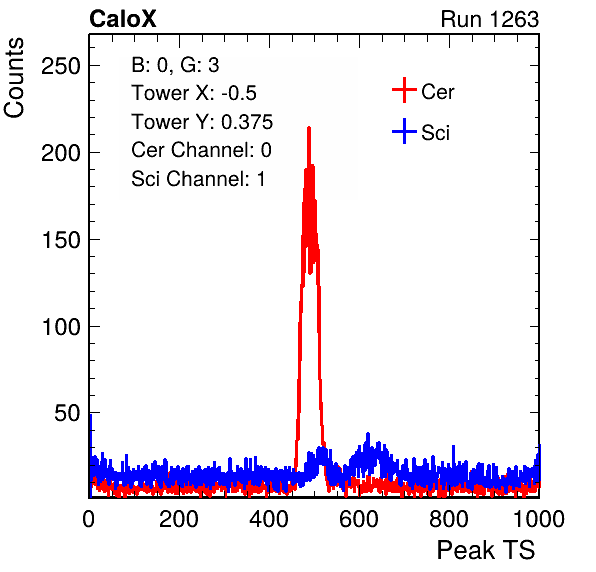 CaloX Run 1263
Counts
B: 0, G: 3
Tower X: -0.5
Tower Y: 0.375
Cer Channel: 0
Sci Channel: 1
Cer
Sci
250
200
150
100
50
0 200 400 600 800 1000
Peak TS